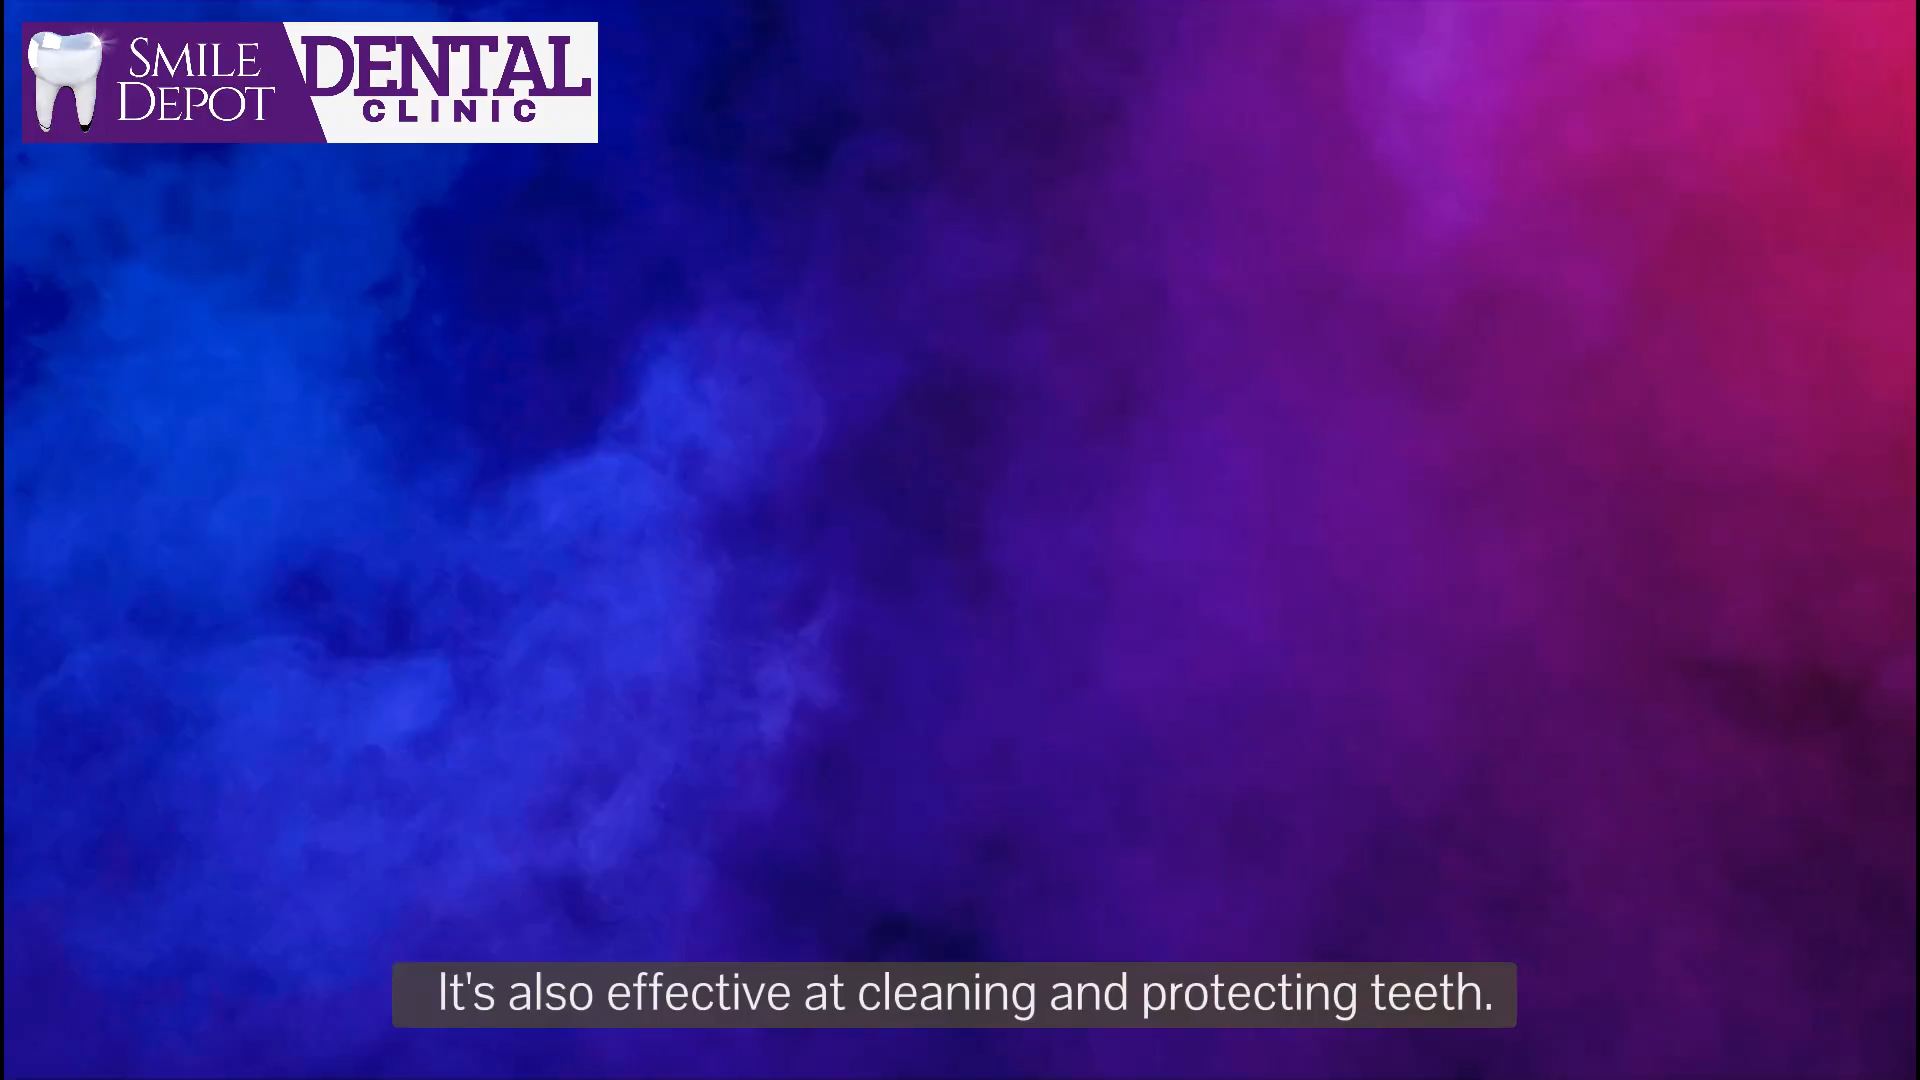 SMILE
DEPOT
DENTAL
CLINIC
It's also effective at cleaning and protecting teeth.